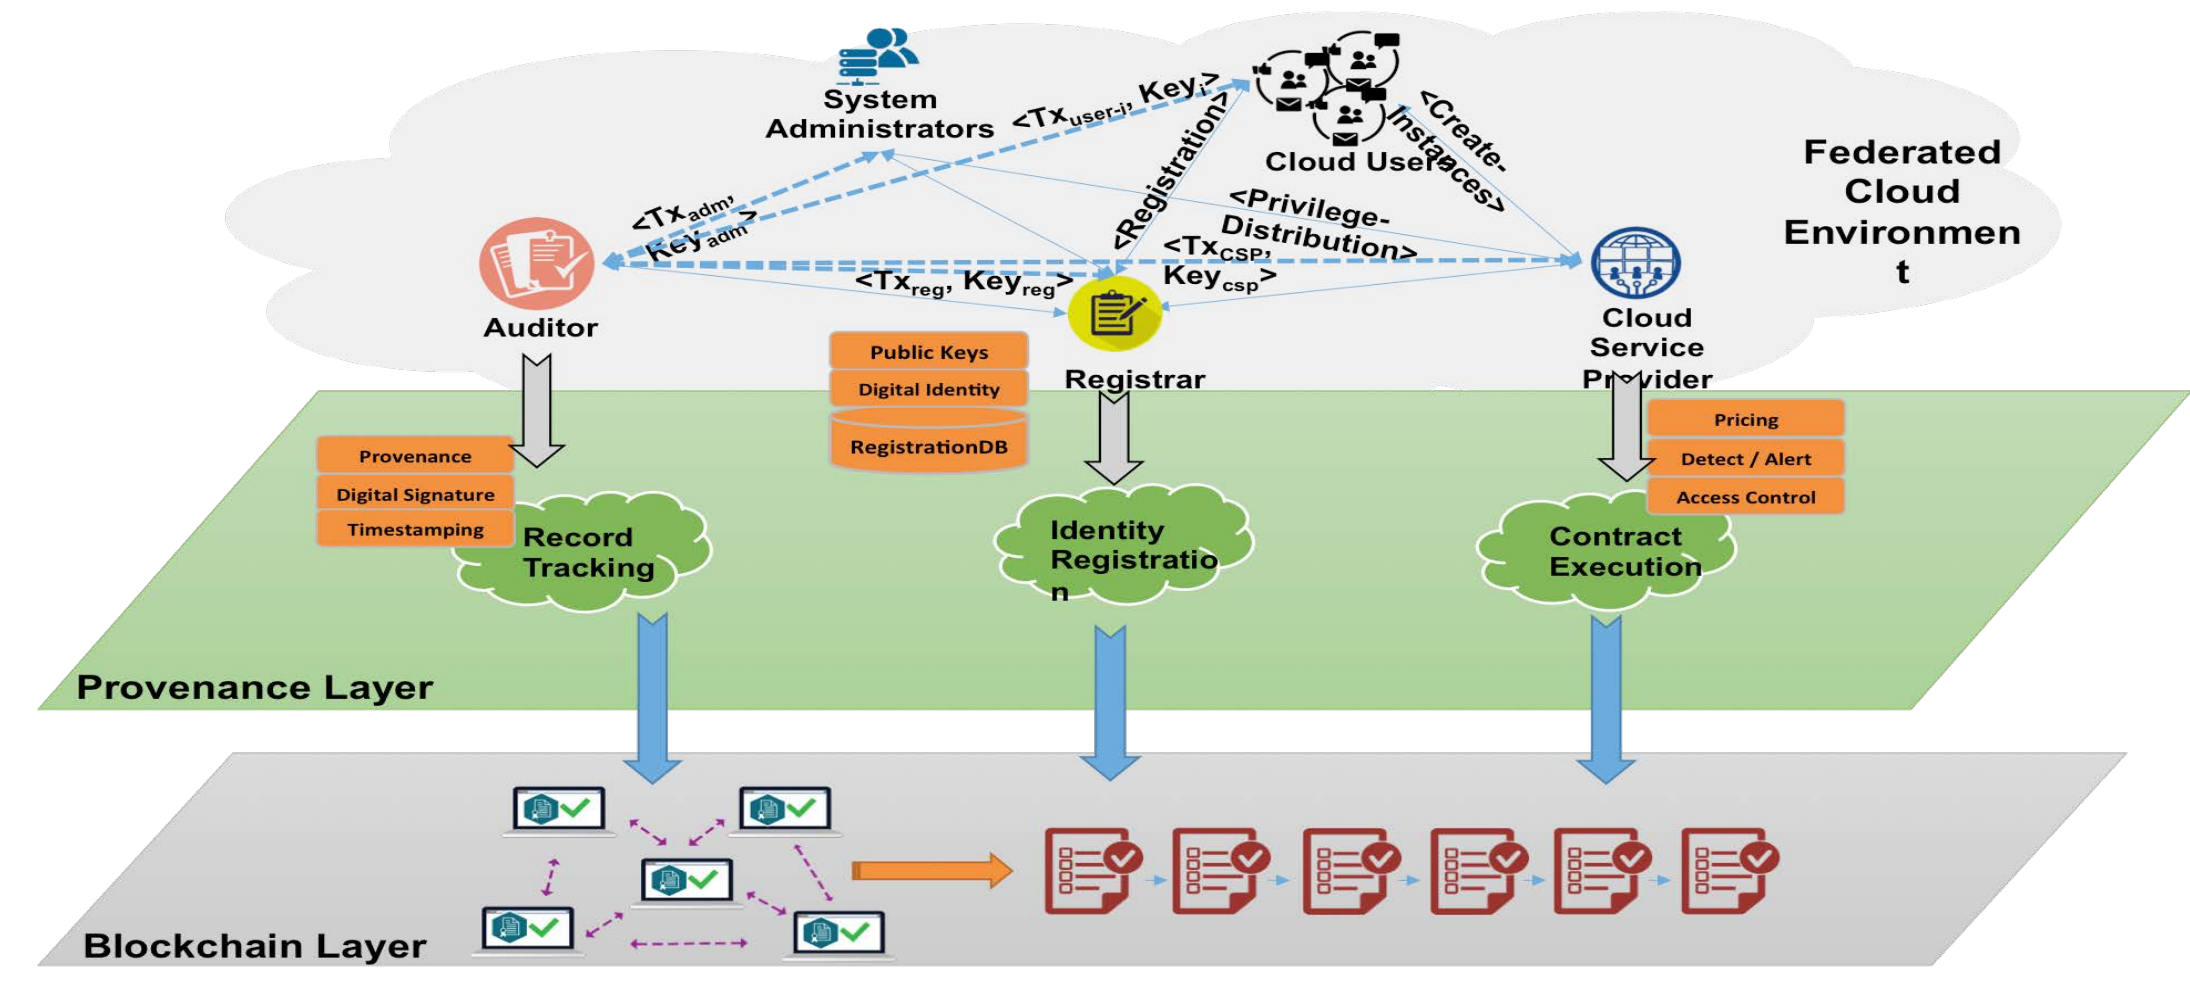 System
Administrators
<Tx_user-i, Key_i>
<Registration>
Cloud Users
<Create-
Instances>
Federated
Cloud
Environmen
t
<Tx_adm,
Key_adm>
<Privilege-
Distribution>
<Tx_CSP,
Key_csp>
<Tx_reg, Key_reg>
Auditor
Registrar
Cloud
Service
Provider
Public Keys
Digital Identity
RegistrationDB
Provenance
Digital Signature
Timestamping
Pricing
Detect / Alert
Access Control
Record
Tracking
Identity
Registratio
n
Contract
Execution
Provenance Layer
Blockchain Layer